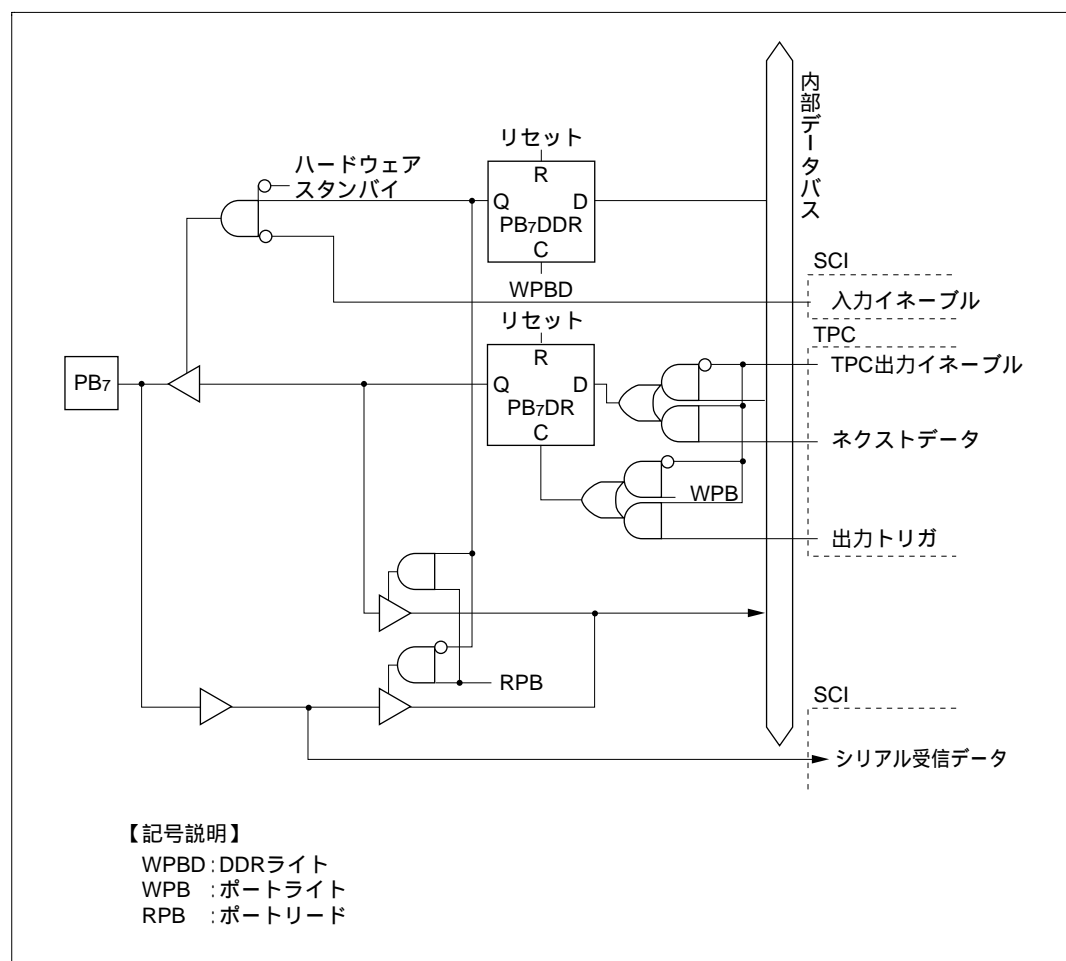 内部データバス
リセット
ハードウェア
スタンバイ
R
Q D
PB7DDR
C
WPBD
SCI
入力イネーブル
リセット
TPC
R
TPC出力イネーブル
PB7
Q D
PB7DR
C
ネクストデータ
WPB
出力トリガ
RPB
SCI
シリアル受信データ
【記号説明】
WPBD : DDRライト
WPB : ポートライト
RPB : ポートリード